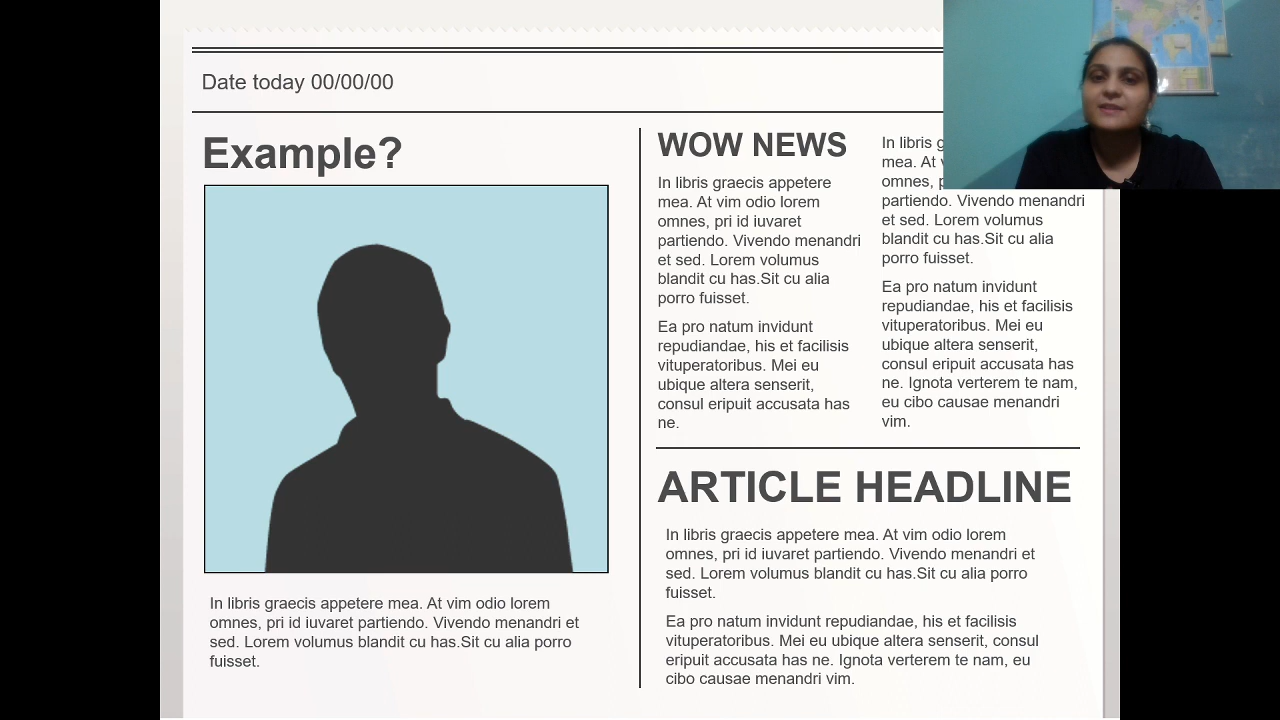 Date today 00/00/00
Example?
In libris graecis appetere mea. At vim odio lorem
omnes, pri id iuvaret partiendo. Vivendo menandri et
sed. Lorem volumus blandit cu has.Sit cu alia porro
fuisset.
WOW NEWS
In libris graecis appetere
mea. At vim odio lorem
omnes, pri id iuvaret
partiendo. Vivendo menandri
et sed. Lorem volumus
blandit cu has.Sit cu alia
porro fuisset.
Ea pro natum invidunt
repudiandae, his et facilisis
vituperatoribus. Mei eu
ubique altera senserit,
consul eripuit accusata has
ne.
In libris
mea. At
omnes,
partiendo. Vivendo menandri
et sed. Lorem volumus
blandit cu has.Sit cu alia
porro fuisset.
Ea pro natum invidunt
repudiandae, his et facilisis
vituperatoribus. Mei eu
ubique altera senserit,
consul eripuit accusata has
ne. Ignota verterem te nam,
eu cibo causae menandri
vim.
ARTICLE HEADLINE
In libris graecis appetere mea. At vim odio lorem
omnes, pri id iuvaret partiendo. Vivendo menandri et
sed. Lorem volumus blandit cu has.Sit cu alia porro
fuisset.
Ea pro natum invidunt repudiandae, his et facilisis
vituperatoribus. Mei eu ubique altera senserit, consul
eripuit accusata has ne. Ignota verterem te nam, eu
cibo causae menandri vim.